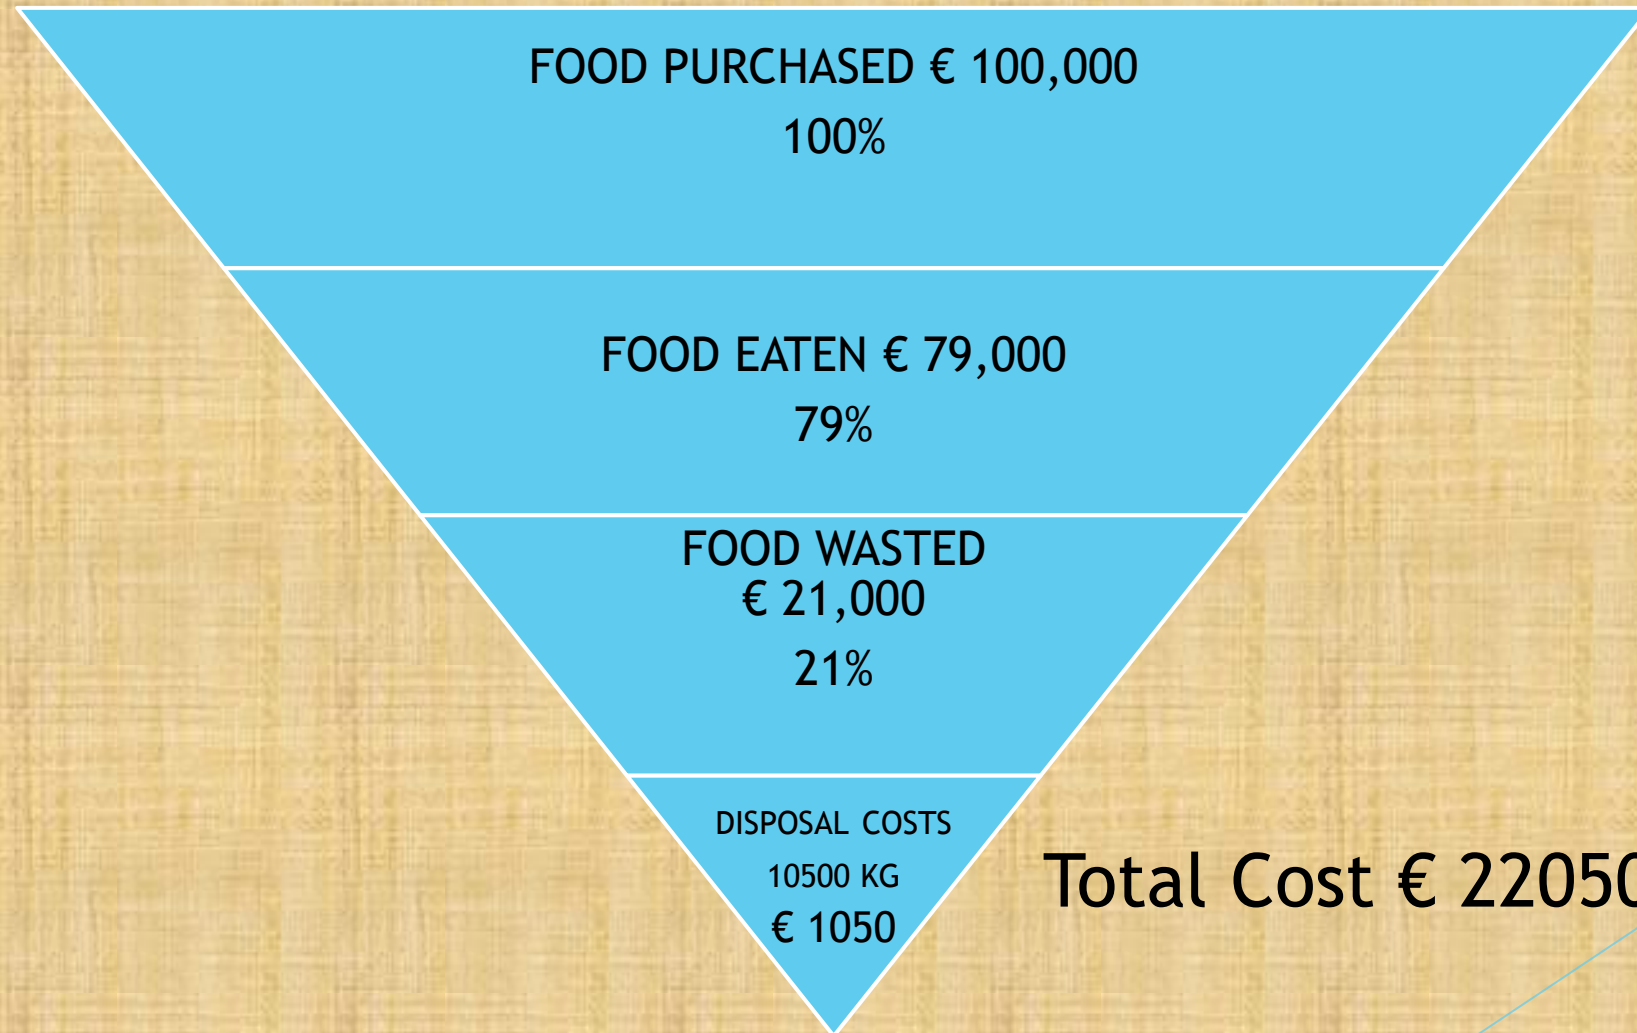 FOOD PURCHASED € 100,000
100%
FOOD EATEN € 79,000
79%
FOOD WASTED
€ 21,000
21%
DISPOSAL COSTS
10500 KG
€ 1050
Total Cost € 22050